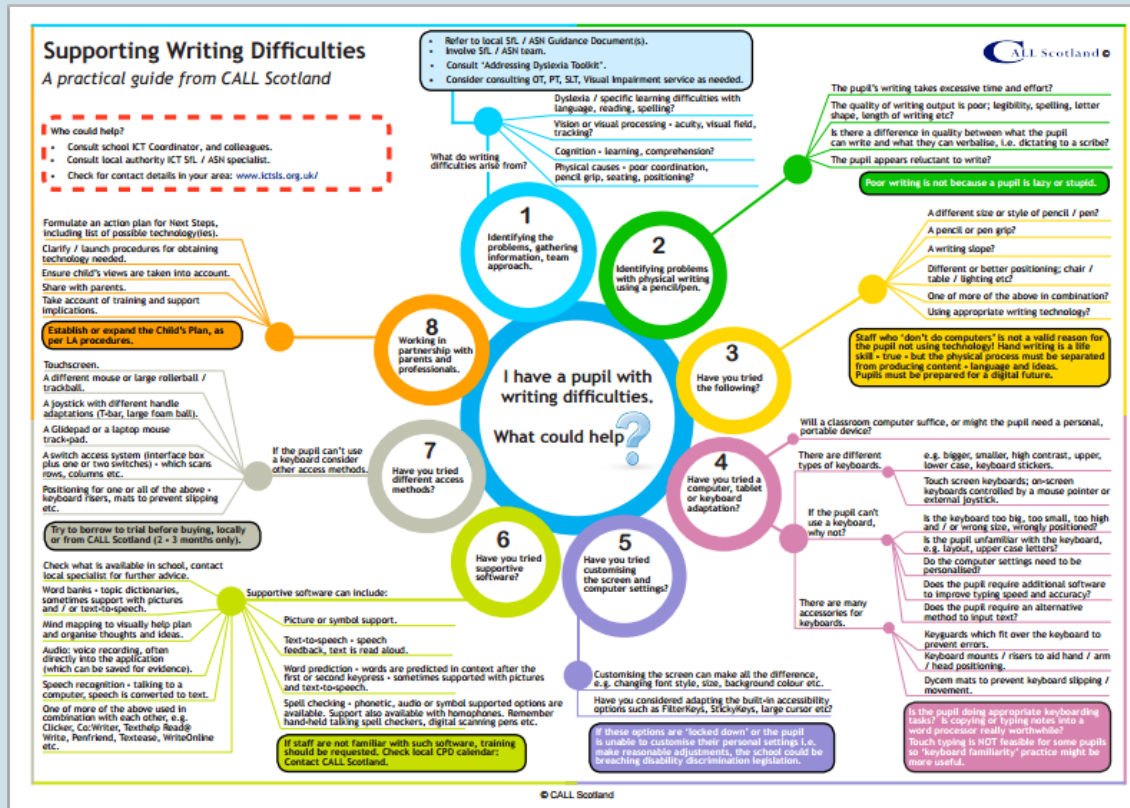 Supporting Writing Difficulties
A practical guide from CALL Scotland
Who could help?
• Consult school ICT Coordinator, and colleagues.
• Consult local authority ICT SfL / ASN specialist.
• Check for contact details in your area: www.ictsls.org.uk/
• Refer to local SfL / ASN Guidance Document(s).
• Involve SfL / ASN team.
• Consult ‘Addressing Dyslexia Toolkit’.
• Consider consulting OT, PT, SLT, Visual Impairment service as needed.
CALL Scotland ©
What do writing
difficulties arise from?
Dyslexia / specific learning difficulties with
language, reading, spelling?
Vision or visual processing - acuity, visual field,
tracking?
Cognition - learning, comprehension?
Physical causes - poor coordination,
pencil grip, seating, positioning?
1
Identifying the
problems, gathering
information, team
approach.
The pupil's writing takes excessive time and effort?
The quality of writing output is poor; legibility, spelling, letter
shape, length of writing etc?
Is there a difference in quality between what the pupil
can write and what they can verbalise, i.e. dictating to a scribe?
The pupil appears reluctant to write?
Poor writing is not because a pupil is lazy or stupid.
2
Identifying problems
with physical writing
using a pencil/pen.
A different size or style of pencil / pen?
A pencil or pen grip?
A writing slope?
Different or better positioning; chair /
table / lighting etc?
One of more of the above in combination?
Using appropriate writing technology?
Staff who ‘don't do computers’ is not a valid reason for
the pupil not using technology! Hand writing is a life
skill - true - but the physical process must be separated
from producing content - language and ideas.
Pupils must be prepared for a digital future.
3
Have you tried
the following?
I have a pupil with
writing difficulties.
What could help?
4
Have you tried a
computer, tablet
or keyboard
adaptation?
Will a classroom computer suffice, or might the pupil need a personal,
portable device?
There are different
types of keyboards.
e.g. bigger, smaller, high contrast, upper,
lower case, keyboard stickers.
Touch screen keyboards; on-screen
keyboards controlled by a mouse pointer or
external joystick.
If the pupil can't
use a keyboard,
why not?
Is the keyboard too big, too small, too high
and / or wrong size, wrongly positioned?
Is the pupil unfamiliar with the keyboard,
e.g. layout, upper case letters?
Do the computer settings need to be
personalised?
Does the pupil require additional software
to improve typing speed and accuracy?
Does the pupil require an alternative
method to input text?
There are many
accessories for
keyboards.
Keyguards which fit over the keyboard to
prevent errors.
Keyboard mounts / risers to aid hand / arm
/ head positioning.
Dycem mats to prevent keyboard slipping /
movement.
Is the pupil doing appropriate keyboarding
tasks? Is copying or typing notes into a
word processor really worthwhile?
Touch typing is NOT feasible for some pupils
so ‘keyboard familiarity’ practice might be
more useful.
5
Have you tried
customising
the screen and
computer settings?
Customising the screen can make all the difference,
e.g. changing font style, size, background colour etc.
Have you considered adapting the built-in accessibility
options such as FilterKeys, StickyKeys, large cursor etc?
If these options are ‘locked down’ or the pupil
is unable to customise their personal settings i.e.
make reasonable adjustments, the school could be
breaching disability discrimination legislation.
6
Have you tried
supportive
software?
Supportive software can include:
Picture or symbol support.
Text-to-speech - speech
feedback, text is read aloud.
Word prediction - words are predicted in context after the
first or second keypress - sometimes supported with pictures
and text-to-speech.
Spell checking - phonetic, audio or symbol supported options are
available. Support also available with homophones. Remember
hand-held talking spell checkers, digital scanning pens etc.
If staff are not familiar with such software, training
should be requested. Check local CPD calendar:
Contact CALL Scotland.
Check what is available in school, contact
local specialist for further advice.
Word banks - topic dictionaries,
sometimes support with pictures
and / or text-to-speech.
Mind mapping to visually help plan
and organise thoughts and ideas.
Audio: voice recording, often
directly into the application
(which can be saved for evidence).
Speech recognition - talking to a
computer, speech is converted to text.
One of more of the above used in
combination with each other, e.g.
Clicker, Co:Writer, Texthelp Read&
Write, Penfriend, Textease, WriteOnline
etc.
7
Have you tried
different access
methods?
If the pupil can't use
a keyboard consider
other access methods.
Touchscreen.
A different mouse or large rollerball /
trackball.
A joystick with different handle
adaptations (T-bar, large foam ball).
A Glidepad or a laptop mouse
track-pad.
A switch access system (interface box
plus one or two switches) - which scans
rows, columns etc.
Positioning for one or all of the above -
keyboard risers, mats to prevent slipping
etc.
Try to borrow to trial before buying, locally
or from CALL Scotland (2 - 3 months only).
8
Working in
partnership with
parents and
professionals.
Formulate an action plan for Next Steps,
including list of possible technology(ies).
Clarify / launch procedures for obtaining
technology needed.
Ensure child's views are taken into account.
Share with parents.
Take account of training and support
implications.
Establish or expand the Child's Plan, as
per LA procedures.
© CALL Scotland